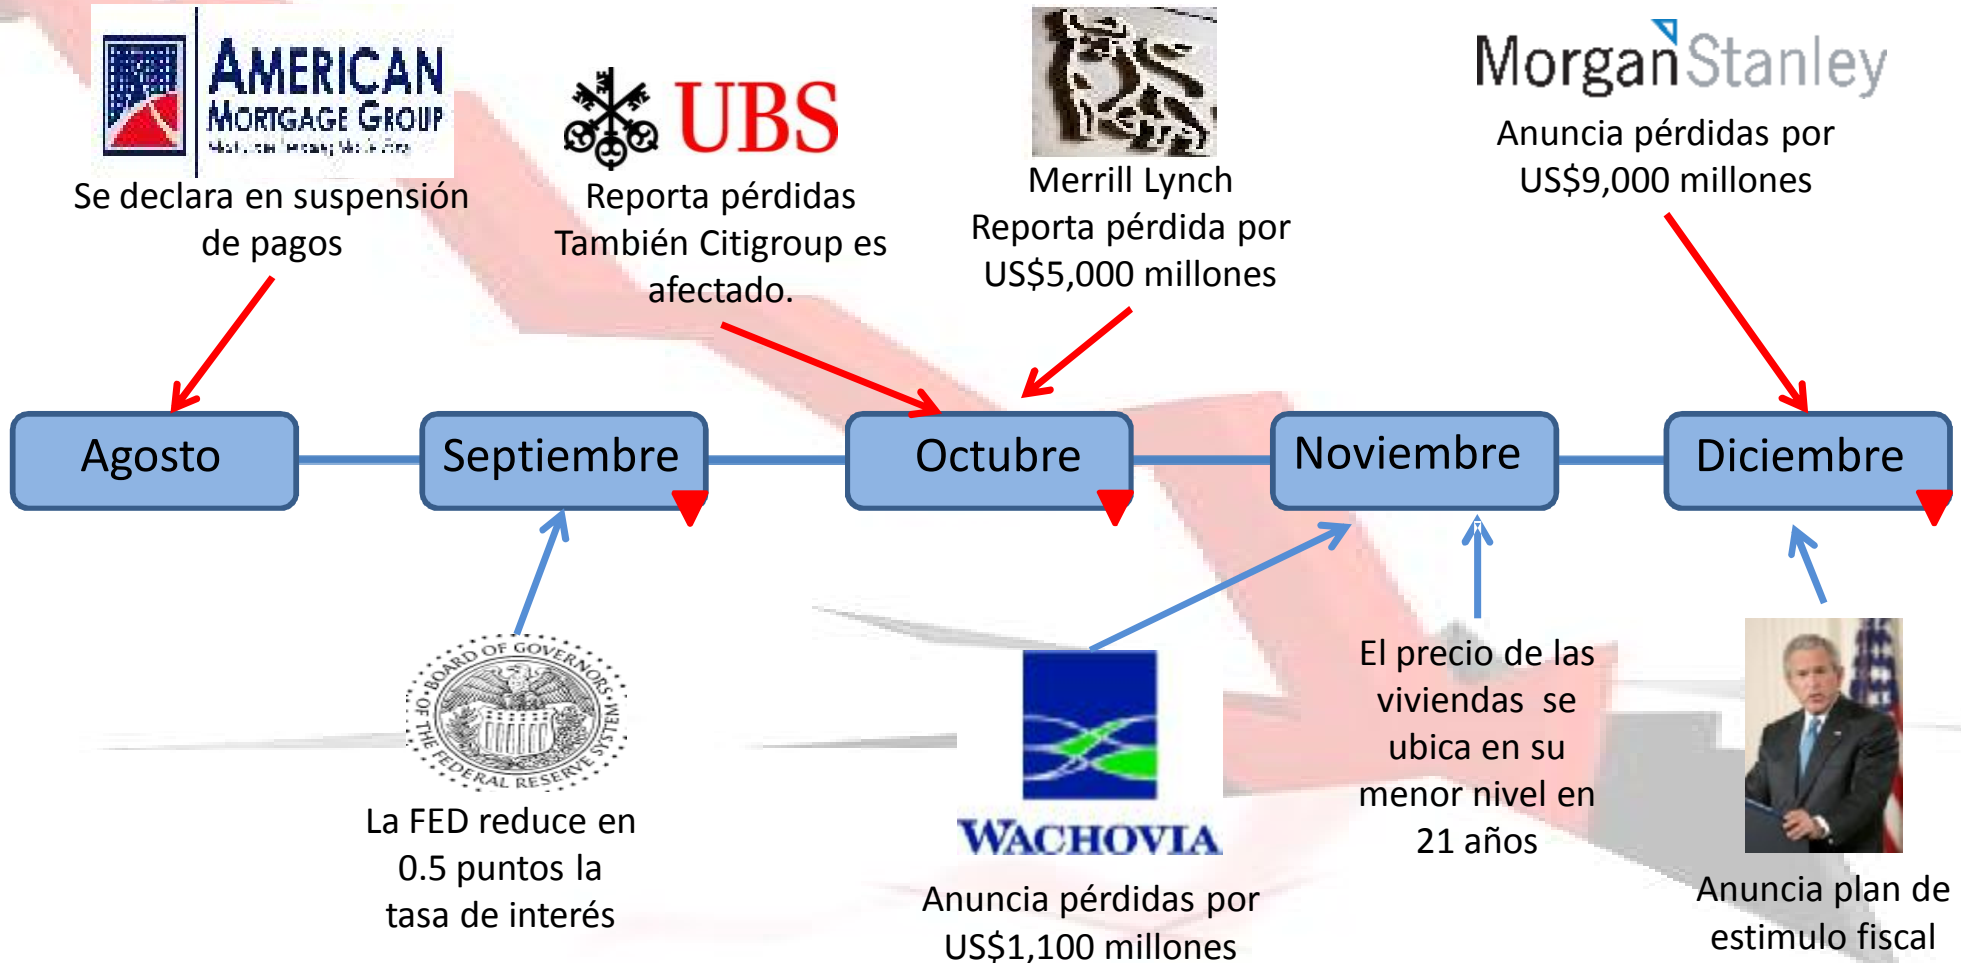 AMERICAN
MORTGAGE GROUP
Se declara en suspensión
de pagos
UBS
Reporta pérdidas
También Citigroup es
afectado.
Merrill Lynch
Reporta pérdida por
US$5,000 millones
MorganStanley
Anuncia pérdidas por
US$9,000 millones
Agosto
Septiembre
Octubre
Noviembre
Diciembre
BOARD OF GOVERNORS
OF THE FEDERAL RESERVE SYSTEM
La FED reduce en
0.5 puntos la
tasa de interés
WACHOVIA
Anuncia pérdidas por
US$1,100 millones
El precio de las
viviendas se
ubica en su
menor nivel en
21 años
Anuncia plan de
estimulo fiscal